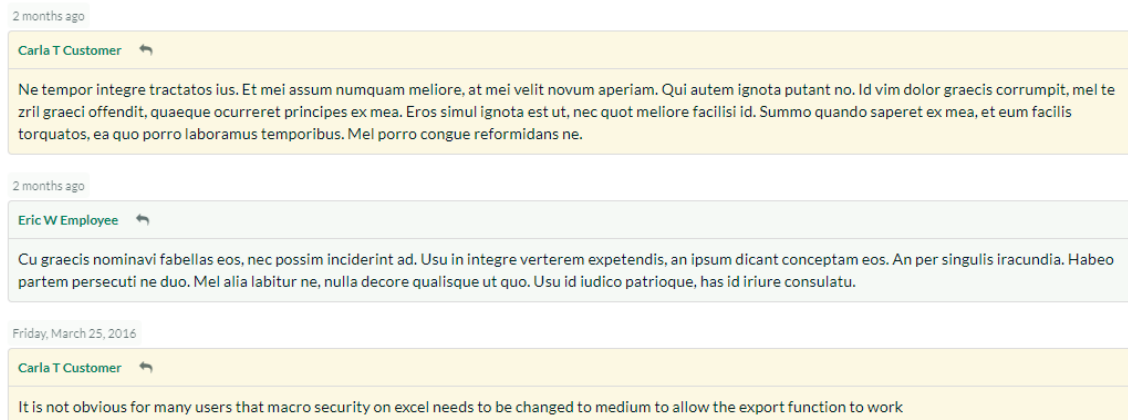 2 months ago
Carla T Customer
Ne tempor integre tractatos ius. Et mei assum numquam meliore, at mei velit novum aperiam. Qui autem ignota putant no. Id vim dolor graecis corrumpit, mel te
zril graeci offendit, quaeque ocurreret principes ex mea. Eros simul ignota est ut, nec quot meliore facilisi id. Summo quando saperet ex mea, et eum facilis
torquatos, ea quo porro laboramus temporibus. Mel porro congue reformidans ne.
2 months ago
Eric W Employee
Cu graecis nominavi fabellas eos, nec possim inciderint ad. Usu in integre verterem expetendis, an ipsum dicant conceptam eos. An per singulis iracundia. Habeo
partem persecuti ne duo. Mel alia labitur ne, nulla decore qualisque ut quo. Usu id iudico patrioque, has id iriure consulatu.
Friday, March 25, 2016
Carla T Customer
It is not obvious for many users that macro security on excel needs to be changed to medium to allow the export function to work